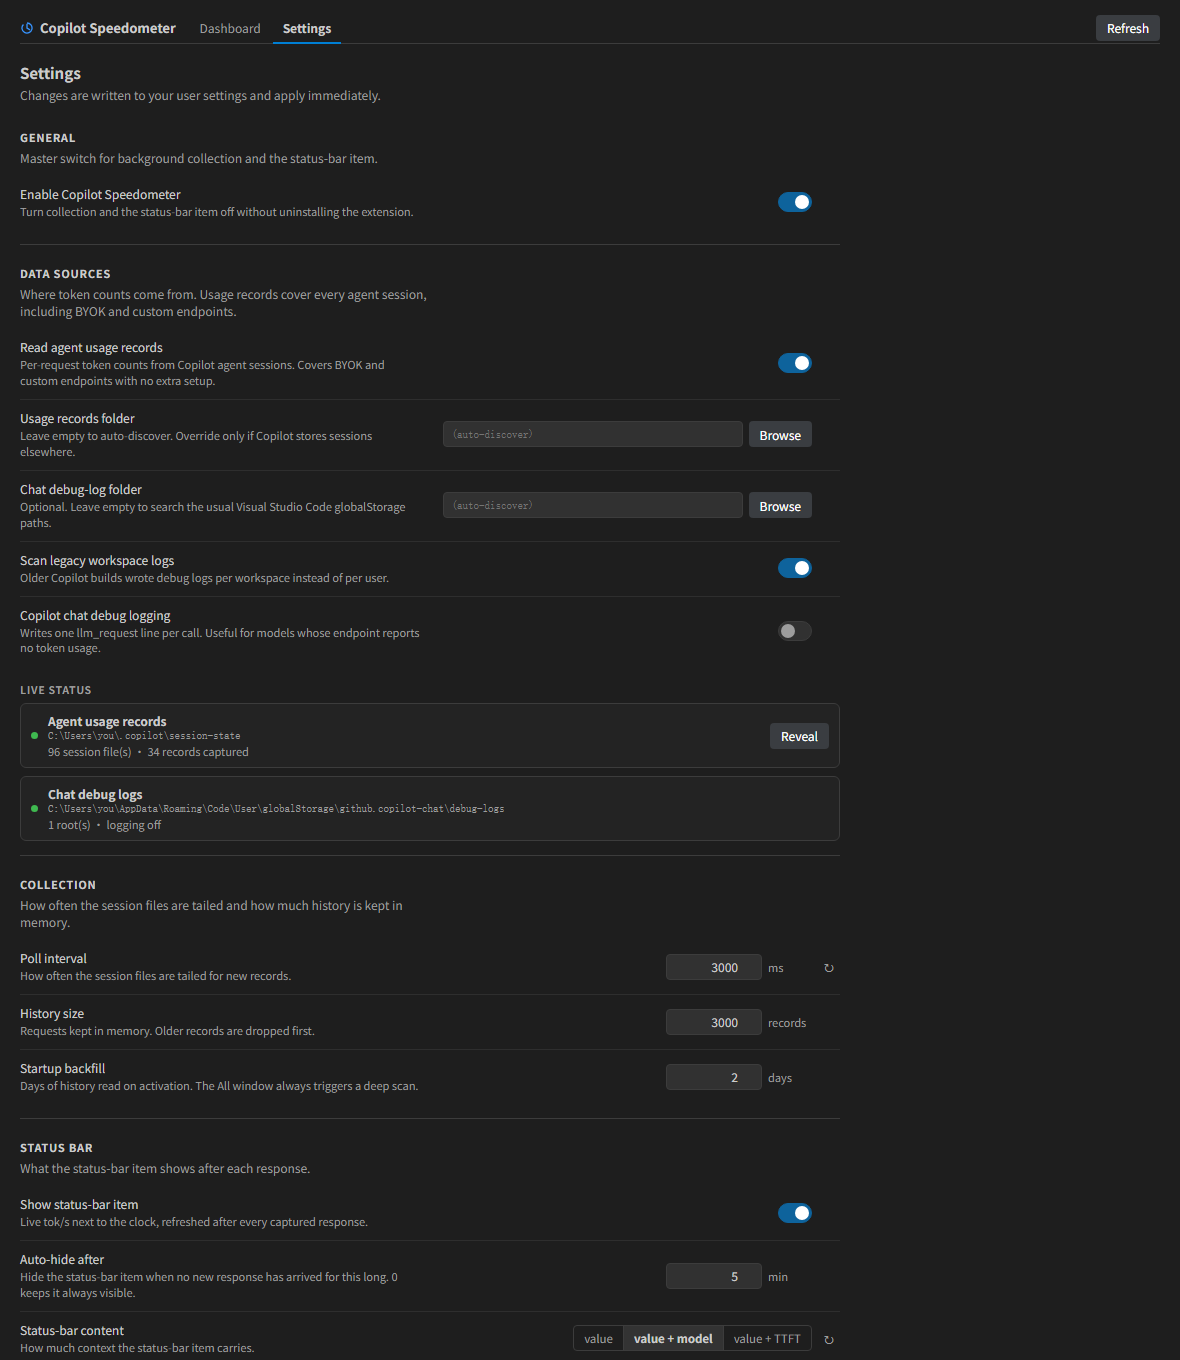 Copilot Speedometer Dashboard Settings Refresh
Settings
Changes are written to your user settings and apply immediately.
GENERAL
Master switch for background collection and the status-bar item.
Enable Copilot Speedometer
Turn collection and the status-bar item off without uninstalling the extension.
DATA SOURCES
Where token counts come from. Usage records cover every agent session,
including BYOK and custom endpoints.
Read agent usage records
Per-request token counts from Copilot agent sessions. Covers BYOK and
custom endpoints with no extra setup.
Usage records folder
Leave empty to auto-discover. Override only if Copilot stores sessions
elsewhere.
(auto-discover) Browse
Chat debug-log folder
Optional. Leave empty to search the usual Visual Studio Code globalStorage
paths.
(auto-discover) Browse
Scan legacy workspace logs
Older Copilot builds wrote debug logs per workspace instead of per user.
Copilot chat debug logging
Writes one llm_request line per call. Useful for models whose endpoint reports
no token usage.
LIVE STATUS
Agent usage records
C:\Users\you\.copilot\session-state
96 session file(s) • 34 records captured
Reveal
Chat debug logs
C:\Users\you\AppData\Roaming\Code\User\globalStorage\github.copilot-chat\debug-logs
1 root(s) • logging off
COLLECTION
How often the session files are tailed and how much history is kept in
memory.
Poll interval
How often the session files are tailed for new records.
3000 ms ↻
History size
Requests kept in memory. Older records are dropped first.
3000 records
Startup backfill
Days of history read on activation. The All window always triggers a deep scan.
2 days
STATUS BAR
What the status-bar item shows after each response.
Show status-bar item
Live tok/s next to the clock, refreshed after every captured response.
Auto-hide after
Hide the status-bar item when no new response has arrived for this long. 0
keeps it always visible.
5 min
Status-bar content
How much context the status-bar item carries.
value value + model value + TTFT ↻